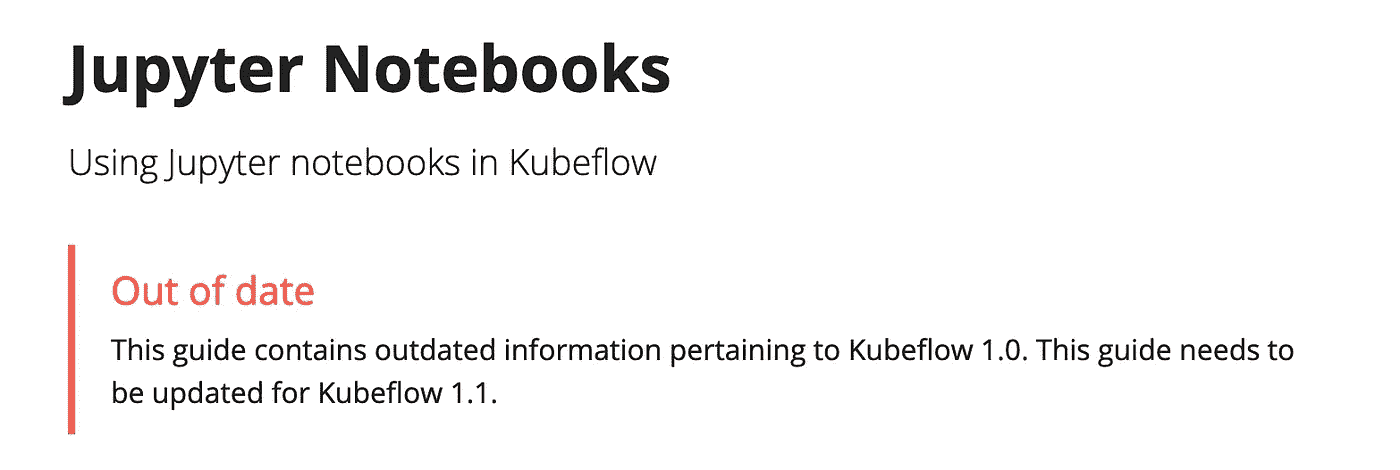 Jupyter Notebooks
Using Jupyter notebooks in Kubeflow
Out of date
This guide contains outdated information pertaining to Kubeflow 1.0. This guide needs to
be updated for Kubeflow 1.1.